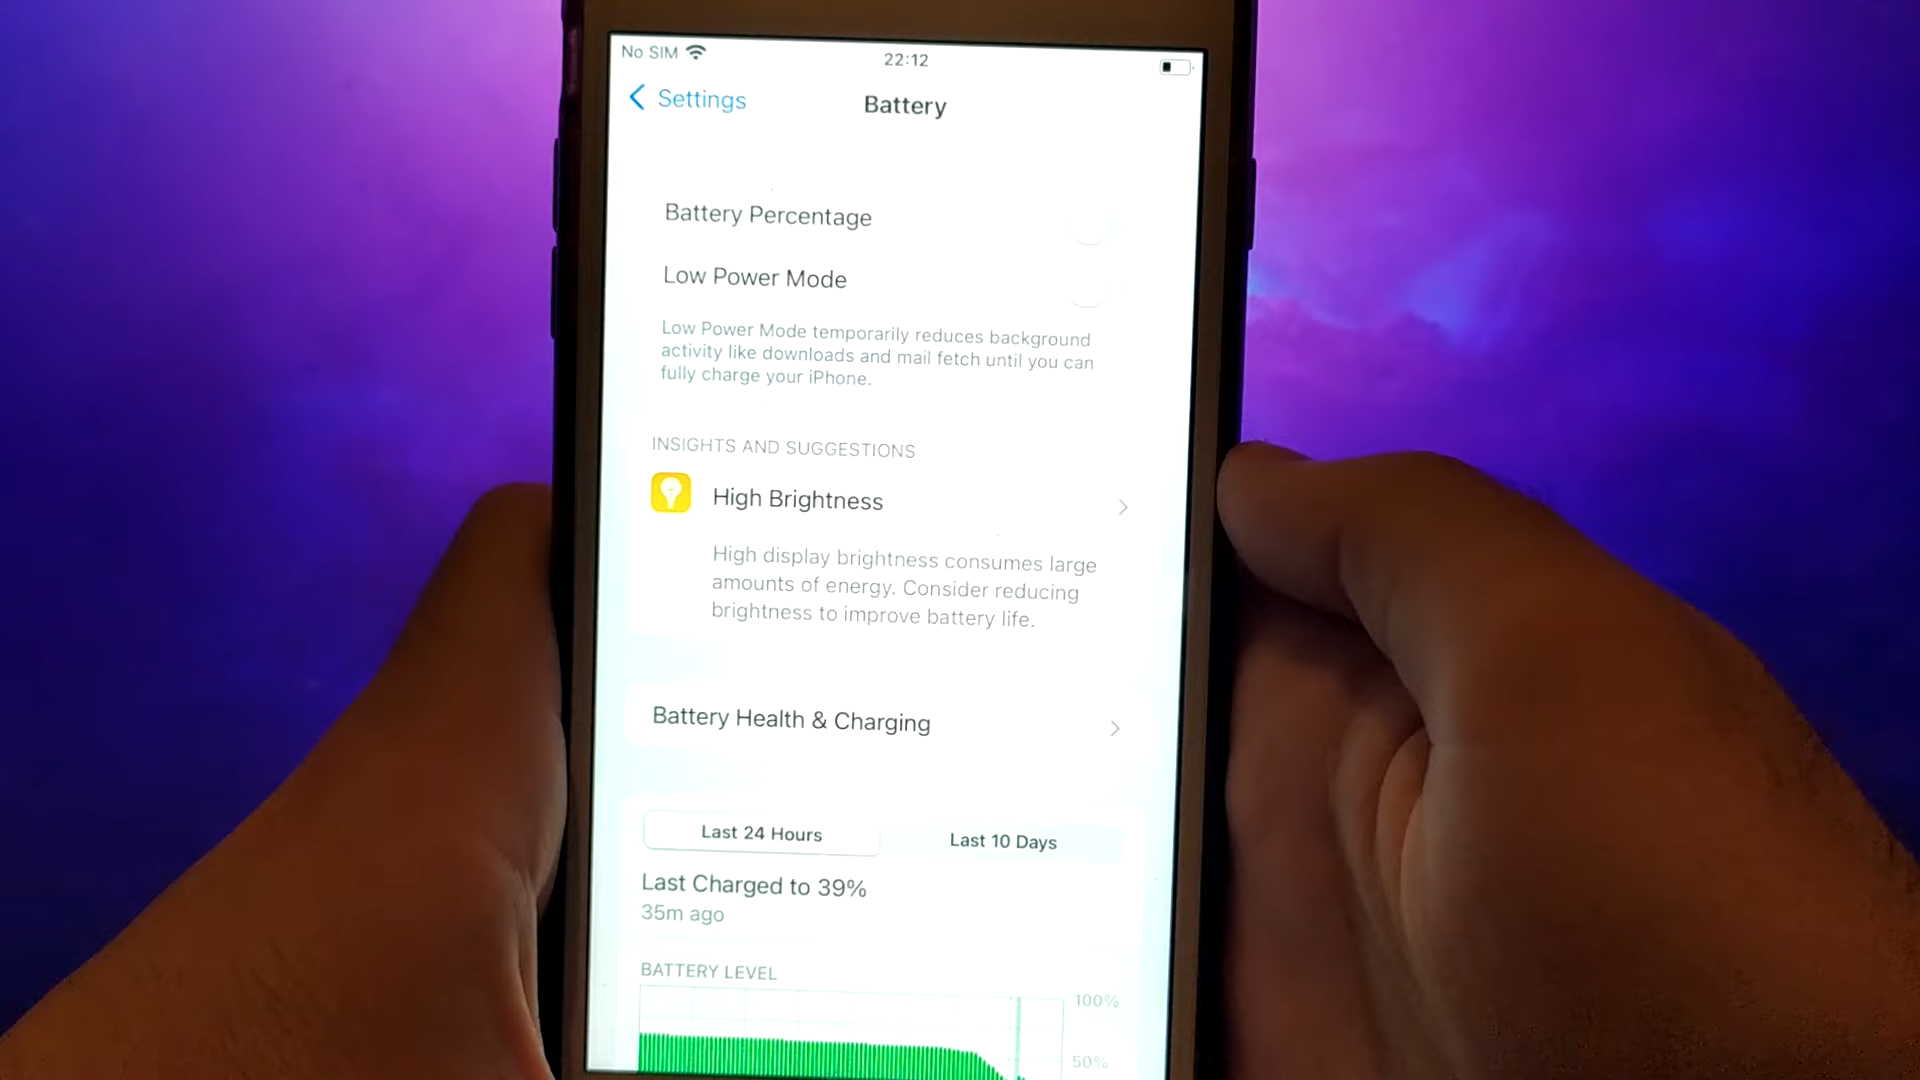 No SIM
22:12
Settings
Battery
Battery Percentage
Low Power Mode
Low Power Mode temporarily reduces background
activity like downloads and mail fetch until you can
fully charge your iPhone.
INSIGHTS AND SUGGESTIONS
High Brightness
High display brightness consumes large
amounts of energy. Consider reducing
brightness to improve battery life.
Battery Health & Charging
Last 24 Hours
Last 10 Days
Last Charged to 39%
35m ago
BATTERY LEVEL
100%
50%